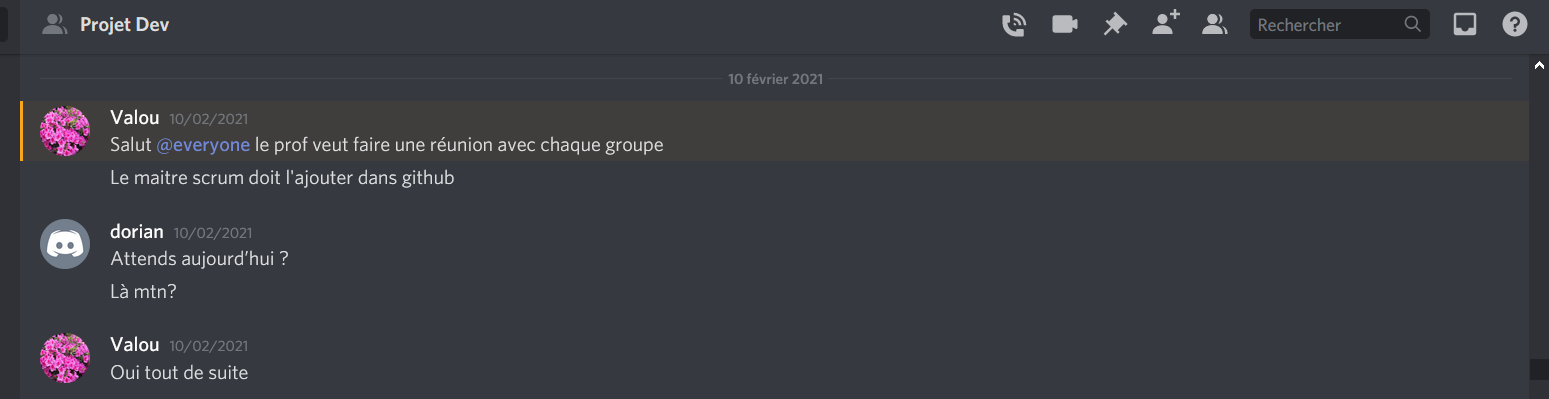 Projet Dev
Rechercher
10 février 2021
Valou 10/02/2021
Salut @everyone le prof veut faire une réunion avec chaque groupe
Le maitre scrum doit l'ajouter dans github
dorian 10/02/2021
Attends aujourd’hui ?
Là mtn?
Valou 10/02/2021
Oui tout de suite